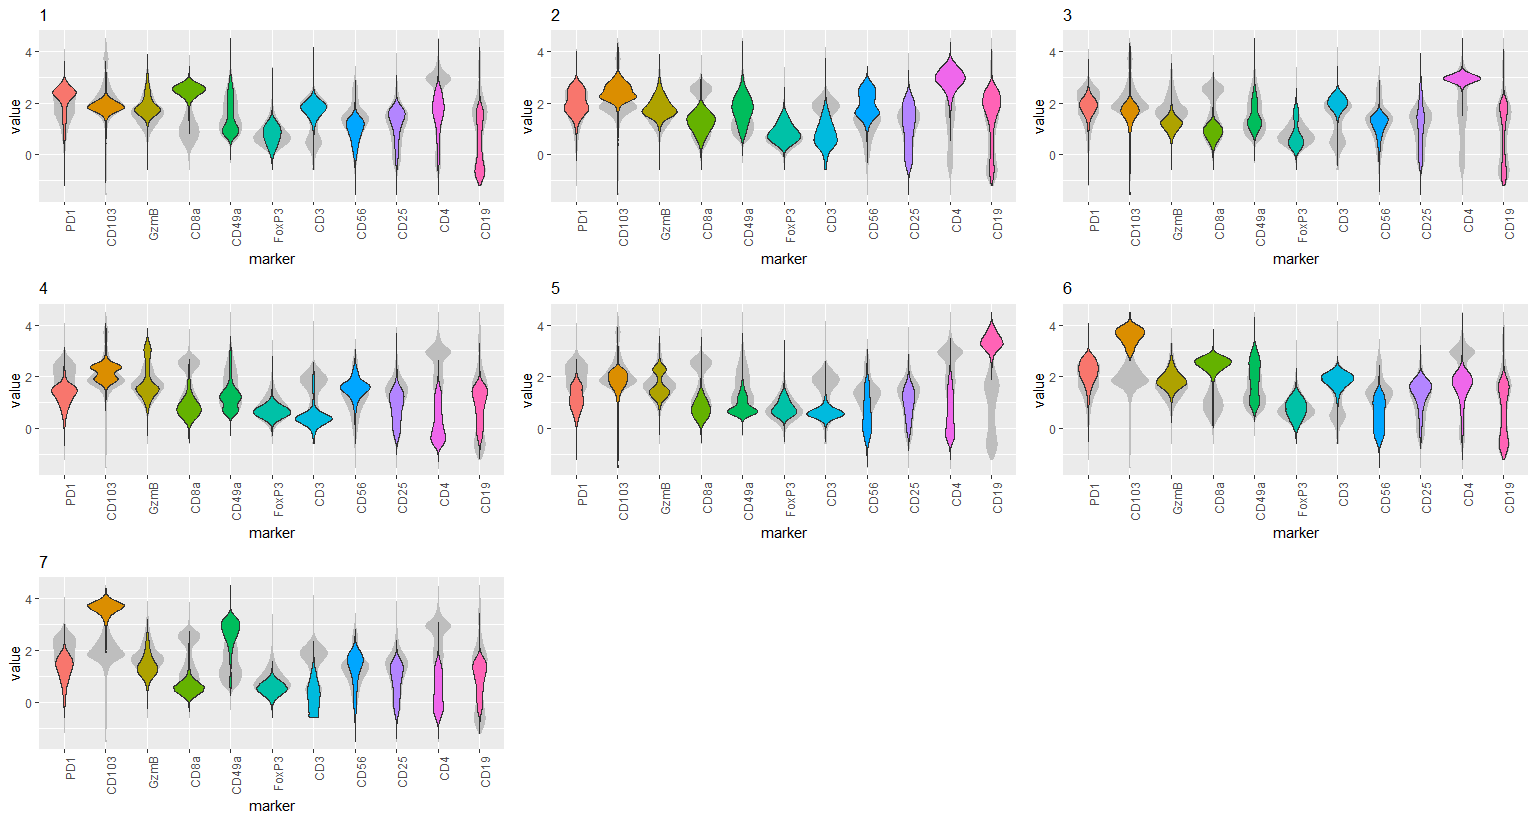 1
4
2
0
value
PD1
CD103
GzmB
CD8a
CD49a
FoxP3
CD3
CD56
CD25
CD4
CD19
marker
2
4
2
0
value
PD1
CD103
GzmB
CD8a
CD49a
FoxP3
CD3
CD56
CD25
CD4
CD19
marker
3
4
2
0
value
PD1
CD103
GzmB
CD8a
CD49a
FoxP3
CD3
CD56
CD25
CD4
CD19
marker
4
4
2
0
value
PD1
CD103
GzmB
CD8a
CD49a
FoxP3
CD3
CD56
CD25
CD4
CD19
marker
5
4
2
0
value
PD1
CD103
GzmB
CD8a
CD49a
FoxP3
CD3
CD56
CD25
CD4
CD19
marker
6
4
2
0
value
PD1
CD103
GzmB
CD8a
CD49a
FoxP3
CD3
CD56
CD25
CD4
CD19
marker
7
4
2
0
value
PD1
CD103
GzmB
CD8a
CD49a
FoxP3
CD3
CD56
CD25
CD4
CD19
marker